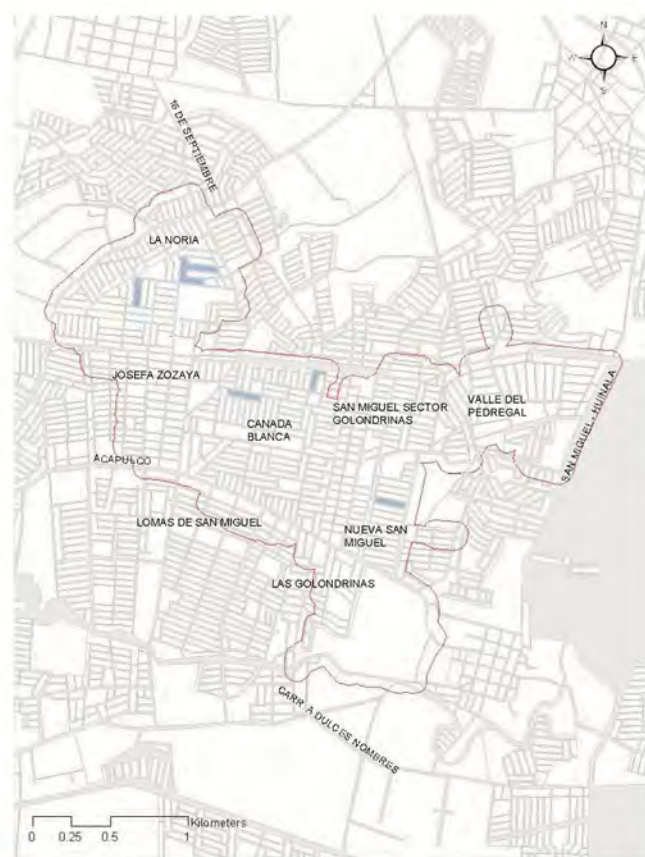 N
W E
S
16 DE SEPTIEMBRE
LA NORIA
JOSEFA ZOZAYA
SAN MIGUEL SECTOR
GOLONDRINAS
VALLE DEL
PEDREGAL
SAN MIGUEL - HUINALA
CANADA
BLANCA
ACAPULCO
LOMAS DE SAN MIGUEL
NUEVA SAN
MIGUEL
LAS GOLONDRINAS
CARR. A DULCES NOMBRES
Kilometers
0 0.25 0.5 1